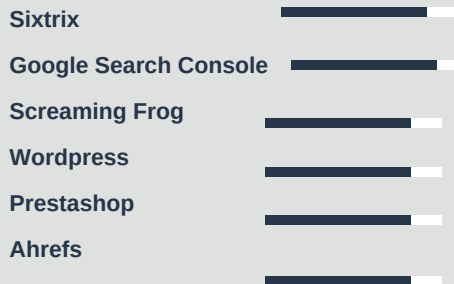 Sixtrix
Google Search Console
Screaming Frog
Wordpress
Prestashop
Ahrefs